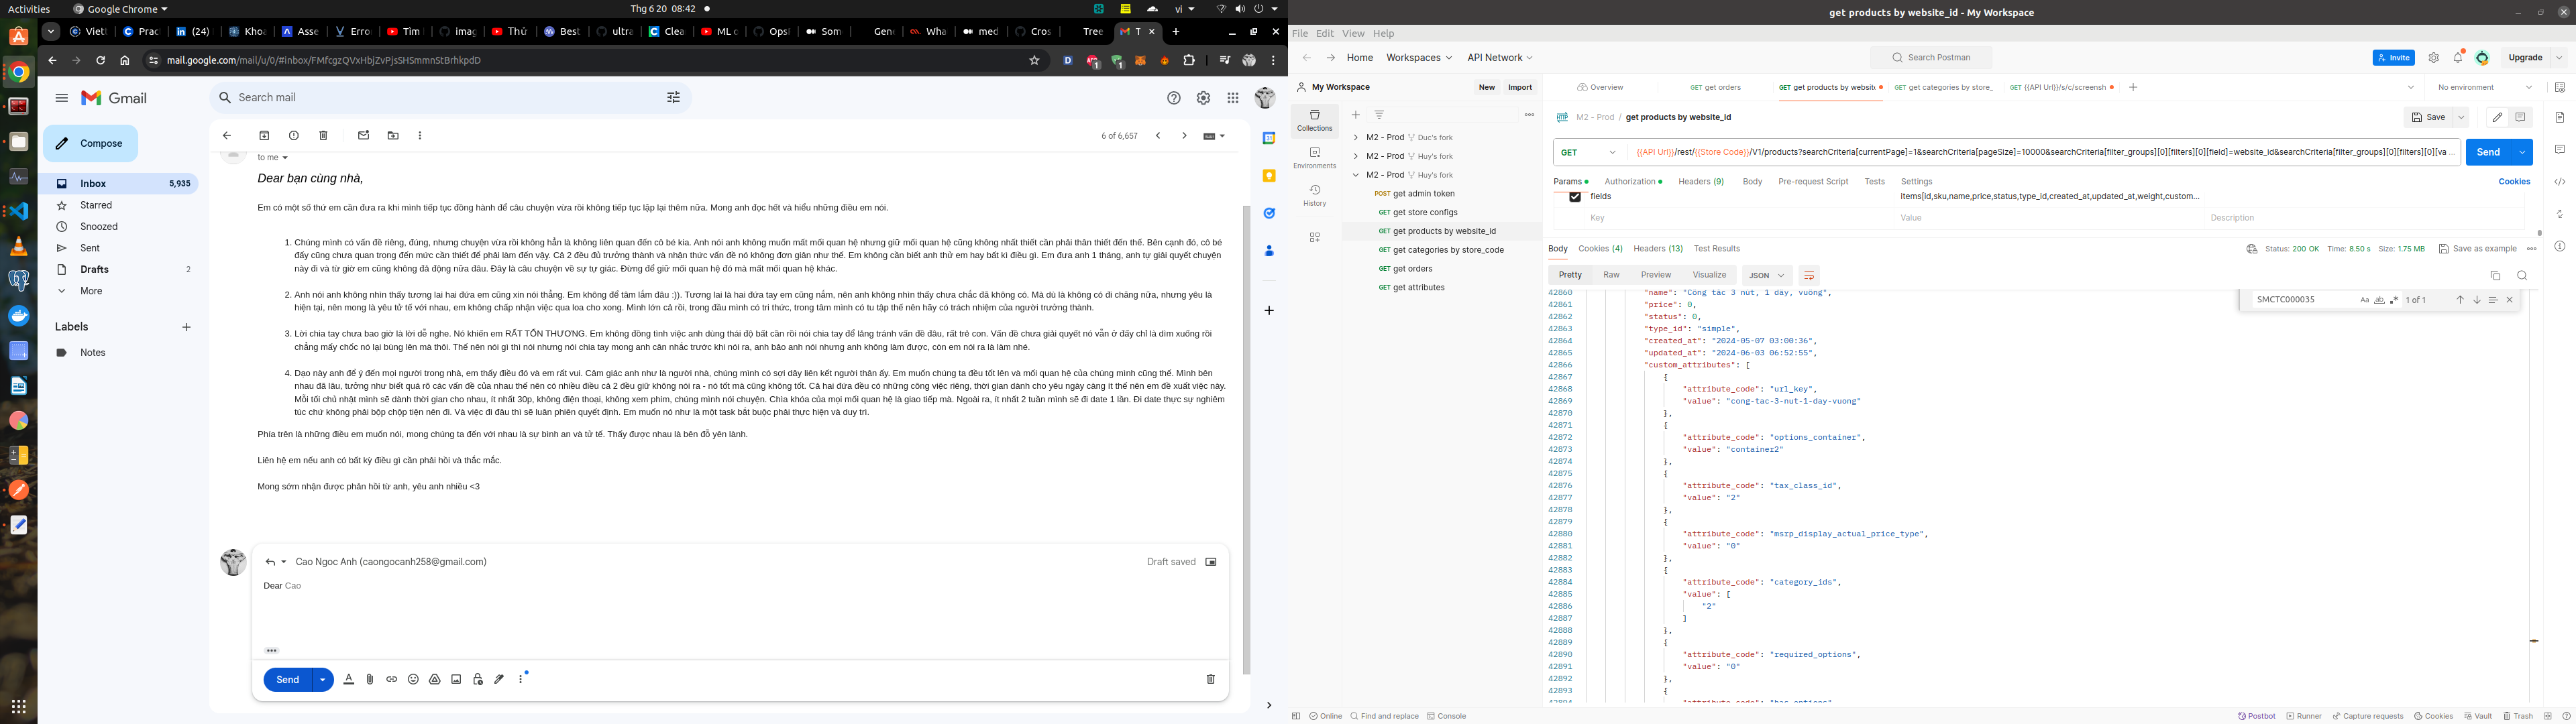 Activities
Google Chrome
Thg 6 20 08:42
vi
Viett
Prac
(24)
Kho
Asse
Erro
Tìm
imag
Thử
Best
ultra
Clea
ML c
Opsl
Som
Gen
Wha
med
Cros
Tree
T
mail.google.com/mail/u/0/#inbox/FMfcgzQVxHbjZvPjsSHSmmnStBrhkpdD
Gmail
Search mail
Compose
Inbox 5,935
Starred
Snoozed
Sent
Drafts 2
More
Labels
Notes
6 of 6,657
to me
Dear bạn cùng nhà,
Em có một số thứ em cần đưa ra khi mình tiếp tục đồng hành để câu chuyện vừa rồi không tiếp tục lặp lại thêm nữa. Mong anh đọc hết và hiểu những điều em nói.
1. Chúng mình có vấn đề riêng, đúng, nhưng chuyện vừa rồi không hẳn là không liên quan đến cô bé kia. Anh nói anh không muốn mất mối quan hệ nhưng giữ mối quan hệ cũng không nhất thiết cần phải thân thiết đến thế. Bên cạnh đó, cô bé
đấy cũng chưa quan trọng đến mức cần thiết để phải làm đến vậy. Cả 2 đều đủ trưởng thành và nhận thức vấn đề nó không đơn giản như thế. Em không cần biết anh thử em hay bất kì điều gì. Em đưa anh 1 tháng, anh tự giải quyết chuyện
này đi và từ giờ em cũng không đả động nữa đâu. Đây là câu chuyện về sự tự giác. Đừng để giữ mối quan hệ đó mà mất mối quan hệ khác.
2. Anh nói anh không nhìn thấy tương lai hai đứa em cũng xin nói thẳng. Em không để tâm lắm đâu :)). Tương lai là hai đứa tay em cũng nắm, nên anh không nhìn thấy chưa chắc đã không có. Mà dù là không có đi chăng nữa, nhưng yêu là
hiện tại, nên mong là yêu tử tế với nhau, em không chấp nhận việc qua loa cho xong. Mình lớn cả rồi, trong đầu mình có tri thức, trong tâm mình có tu tập thế nên hãy có trách nhiệm của người trưởng thành.
3. Lời chia tay chưa bao giờ là lời dễ nghe. Nó khiến em RẤT TỔN THƯƠNG. Em không đồng tình việc anh dùng thái độ bất cần rồi nói chia tay để lảng tránh vấn đề đâu, rất trẻ con. Vấn đề chưa giải quyết nó vẫn ở đấy chỉ là dìm xuống rồi
chẳng mấy chốc nó lại bùng lên mà thôi. Thế nên nói gì thì nói nhưng nói chia tay mong anh cân nhắc trước khi nói ra, anh bảo anh nói nhưng anh không làm được, còn em nói ra là làm nhé.
4. Dạo này anh để ý đến mọi người trong nhà, em thấy điều đó và em rất vui. Cảm giác anh như là người nhà, chúng mình có sợi dây liên kết người thân ấy. Em muốn chúng ta đều tốt lên và mối quan hệ của chúng mình cũng thế. Mình bên
nhau đã lâu, tưởng như biết quá rõ các vấn đề của nhau thế nên có nhiều điều cả 2 đều giữ không nói ra - nó tốt mà cũng không tốt. Cả hai đứa đều có những công việc riêng, thời gian dành cho yêu ngày càng ít thế nên em đề xuất việc này.
Mỗi tối chủ nhật mình sẽ dành thời gian cho nhau, ít nhất 30p, không điện thoại, không xem phim, chúng mình nói chuyện. Chìa khóa của mọi mối quan hệ là giao tiếp mà. Ngoài ra, ít nhất 2 tuần mình sẽ đi date 1 lần. Đi date thực sự nghiêm
túc chứ không phải bộp chộp tiện nên đi. Và việc đi đâu thì sẽ luân phiên quyết định. Em muốn nó như là một task bắt buộc phải thực hiện và duy trì.
Phía trên là những điều em muốn nói, mong chúng ta đến với nhau là sự bình an và tử tế. Thấy được nhau là bến đỗ yên lành.
Liên hệ em nếu anh có bất kỳ điều gì cần phải hồi và thắc mắc.
Mong sớm nhận được phản hồi từ anh, yêu anh nhiều <3
Cao Ngoc Anh (caongocanh258@gmail.com)
Draft saved
Dear Cao
Send
get products by website_id - My Workspace
File Edit View Help
Home Workspaces API Network
Search Postman
Invite
Upgrade
My Workspace
New Import
Overview
GET get orders
GET get products by website
GET get categories by store_
GET {{API Url}}/s/c/screensh
No environment
Collections
Environments
History
M2 - Prod Duc's fork
M2 - Prod Huy's fork
M2 - Prod Huy's fork
POST get admin token
GET get store configs
GET get products by website_id
GET get categories by store_code
GET get orders
GET get attributes
M2 - Prod / get products by website_id
Save
GET
{{API Url}}/rest/{{Store Code}}/V1/products?searchCriteria[currentPage]=1&searchCriteria[pageSize]=10000&searchCriteria[filter_groups][0][filters][0][field]=website_id&searchCriteria[filter_groups][0][filters][0][va...
Send
Params Authorization Headers (9) Body Pre-request Script Tests Settings
Cookies
fields items[id,sku,name,price,status,type_id,created_at,updated_at,weight,custom...
Key Value Description
Body Cookies (4) Headers (13) Test Results
Status: 200 OK Time: 8.50 s Size: 1.75 MB
Save as example
Pretty Raw Preview Visualize JSON
SMCTC000035
1 of 1
42860 "name": "Công tắc 3 nút, 1 dây, vuông",
42861 "price": 0,
42862 "status": 0,
42863 "type_id": "simple",
42864 "created_at": "2024-05-07 03:00:36",
42865 "updated_at": "2024-06-03 06:52:55",
42866 "custom_attributes": [
42867 {
42868 "attribute_code": "url_key",
42869 "value": "cong-tac-3-nut-1-day-vuong"
42870 },
42871 {
42872 "attribute_code": "options_container",
42873 "value": "container2"
42874 },
42875 {
42876 "attribute_code": "tax_class_id",
42877 "value": "2"
42878 },
42879 {
42880 "attribute_code": "msrp_display_actual_price_type",
42881 "value": "0"
42882 },
42883 {
42884 "attribute_code": "category_ids",
42885 "value": [
42886 "2"
42887 ]
42888 },
42889 {
42890 "attribute_code": "required_options",
42891 "value": "0"
42892 },
42893 {
42894 "attribute_code": "has_options",
Online
Find and replace
Console
Postbot
Runner
Capture requests
Cookies
Vault
Trash